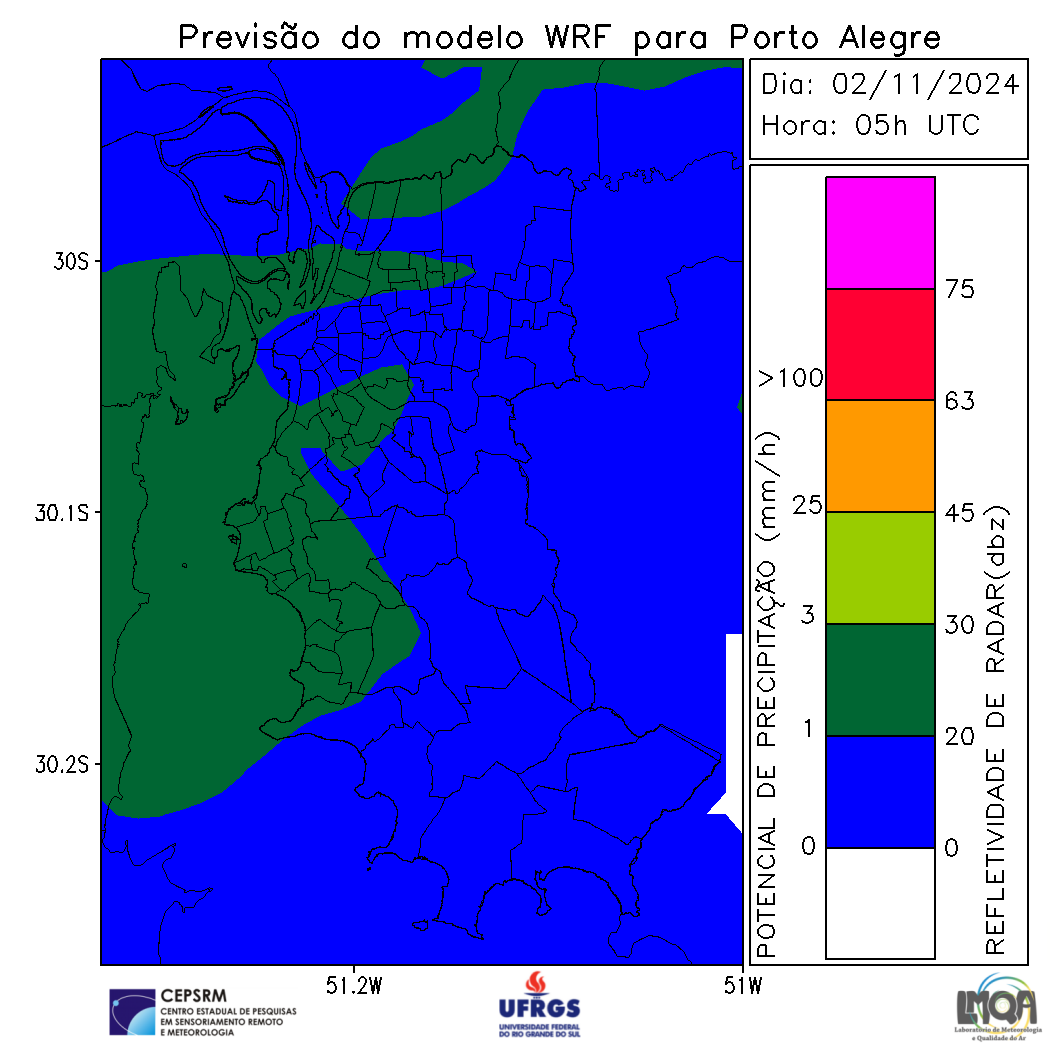 Previsão do modelo WRF para Porto Alegre
Dia: 02/11/2024
Hora: 05h UTC
30S
30.1S
30.2S
51.2W
51W
POTENCIAL DE PRECIPITAÇÃO (mm/h)
>100
25
3
1
0
75
63
45
30
20
0
REFLETIVIDADE DE RADAR(dbz)
CEPSRM
CENTRO ESTADUAL DE PESQUISAS
EM SENSORIAMENTO REMOTO
E METEOROLOGIA
UFRGS
UNIVERSIDADE FEDERAL
DO RIO GRANDE DO SUL
LMQA
Laboratório de Meteorologia
e Qualidade do Ar